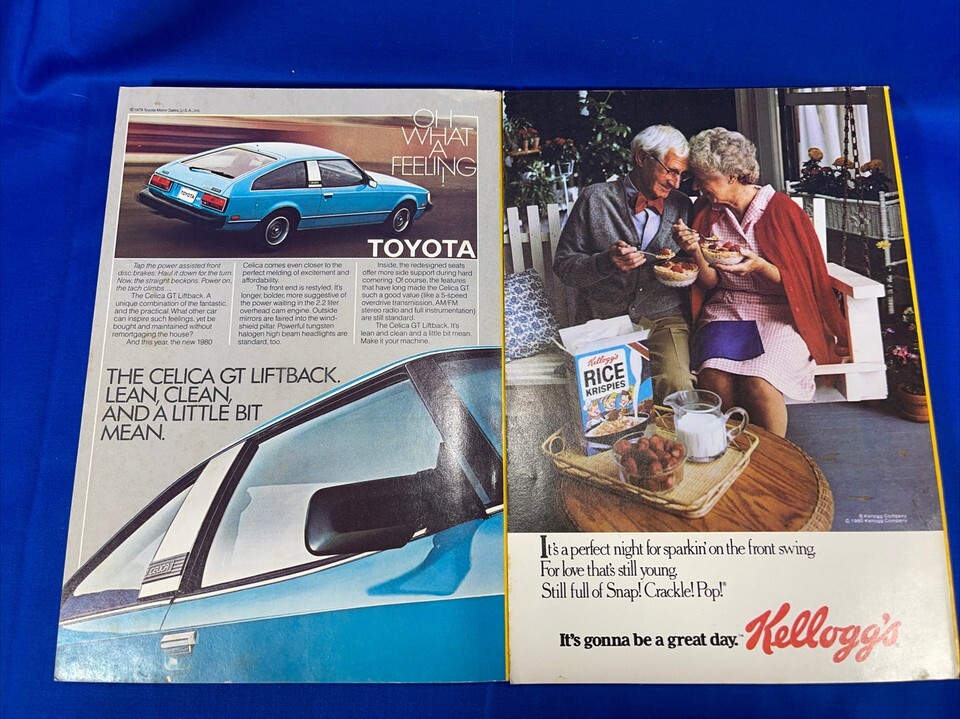 ©1979 Toyota Motor Sales, U.S.A., Inc.
OH
WHAT
A
FEELING!
TOYOTA
TOYOTA
Tap the power assisted front
disc brakes. Haul it down for the turn.
Now, the straight beckons. Power on,
the tach climbs...
The Celica GT Liftback. A
unique combination of the fantastic,
and the practical. What other car
can inspire such feelings, yet be
bought and maintained without
remortgaging the house?
And this year, the new 1980
Celica comes even closer to the
perfect melding of excitement and
affordability.
The front end is restyled. It's
longer, bolder, more suggestive of
the power waiting in the 2.2 liter
overhead cam engine. Outside
mirrors are faired into the wind-
shield pillar. Powerful tungsten
halogen high beam headlights are
standard, too.
Inside, the redesigned seats
offer more side support during hard
cornering. Of course, the features
that have long made the Celica GT
such a good value (like a 5-speed
overdrive transmission, AM/FM
stereo radio and full instrumentation)
are still standard.
The Celica GT Liftback. It's
lean and clean and a little bit mean.
Make it your machine.
THE CELICA GT LIFTBACK.
LEAN, CLEAN,
AND A LITTLE BIT
MEAN.
CELICA
Kellogg's
RICE
KRISPIES
® Kellogg Company
© 1980 Kellogg Company
It's a perfect night for sparkin' on the front swing.
For love that's still young.
Still full of Snap! Crackle! Pop!®
It's gonna be a great day.™ Kellogg's